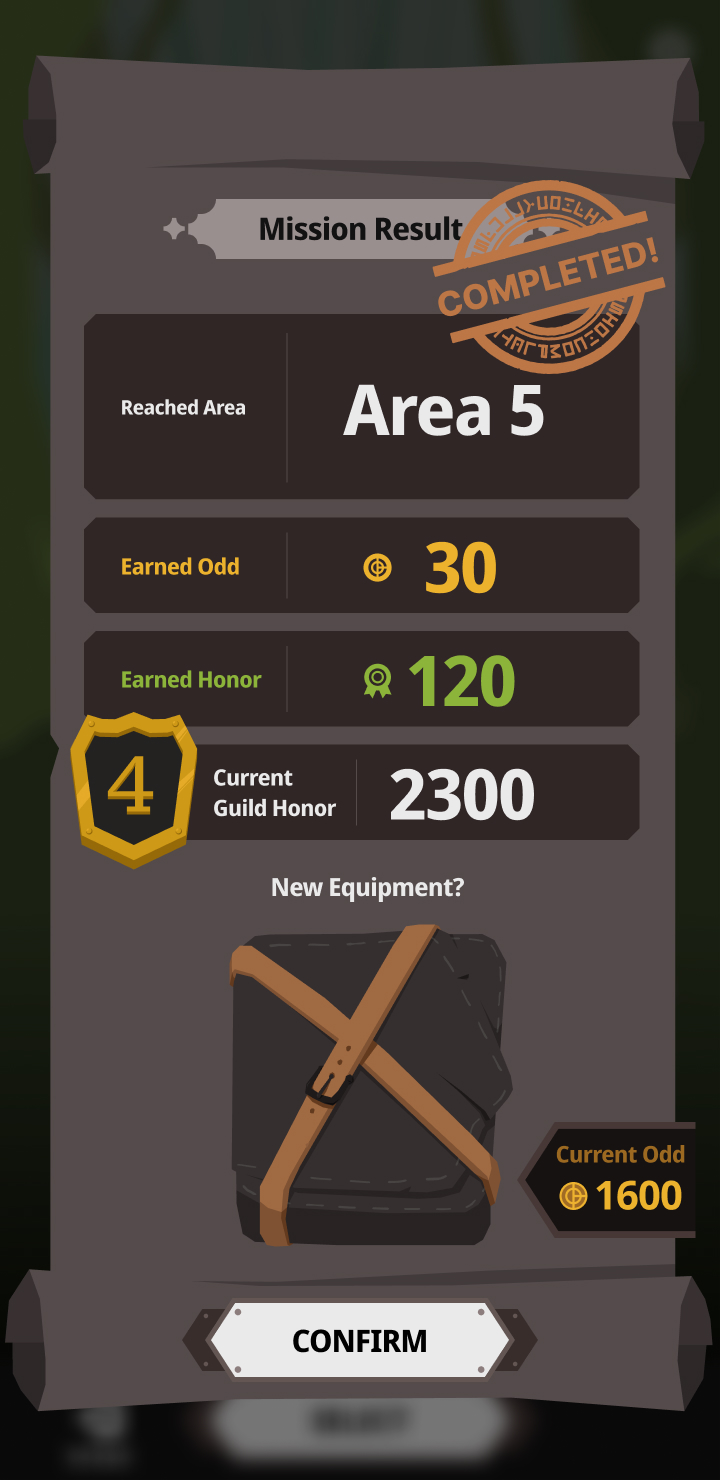 Mission Result
COMPLETED!
Reached Area
Area 5
Earned Odd
30
Earned Honor
120
4
Current
Guild Honor
2300
New Equipment?
Current Odd
1600
CONFIRM
SELECT